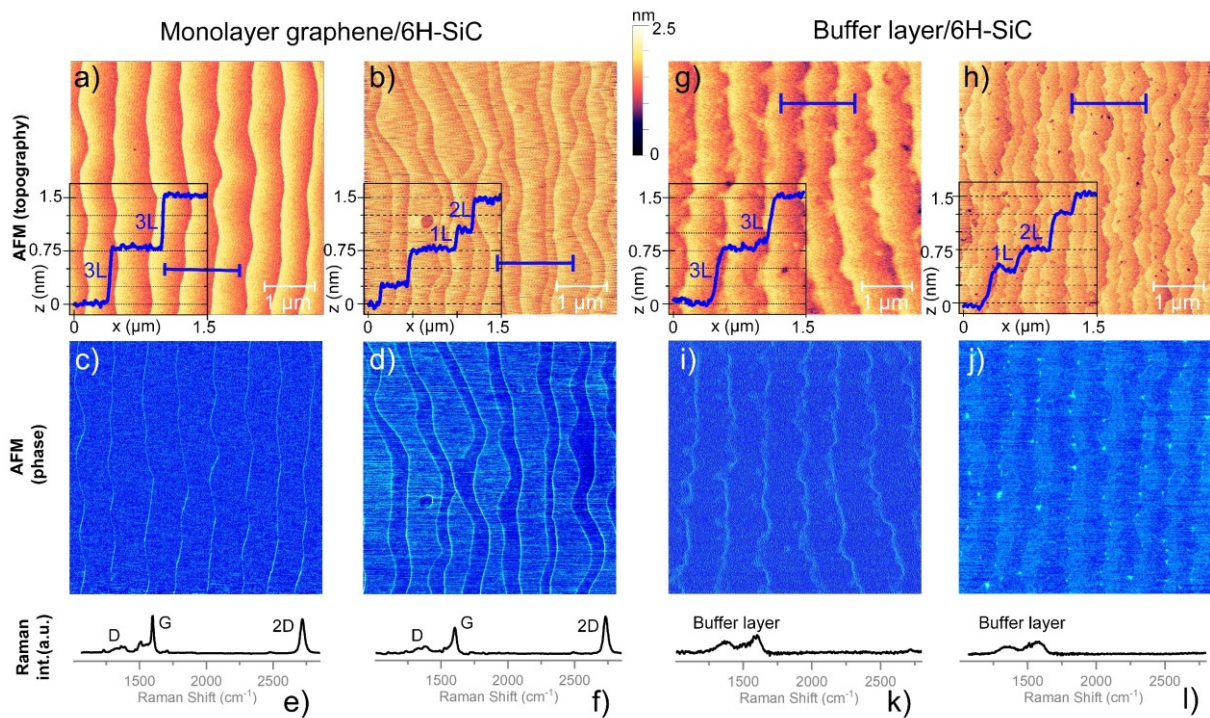 Monolayer graphene/6H-SiC
nm
2.5
0
Buffer layer/6H-SiC
AFM (topography)
a)
1.5
0.75
0
z (nm)
3L
3L
1 µm
0
x (µm)
1.5
b)
1.5
0.75
0
z (nm)
1L
2L
1 µm
0
x (µm)
1.5
g)
1.5
0.75
0
z (nm)
3L
3L
1 µm
0
x (µm)
1.5
h)
1.5
0.75
0
z (nm)
1L
2L
1 µm
0
x (µm)
1.5
AFM
(phase)
c)
d)
i)
j)
Raman
int.(a.u.)
D
G
2D
1500
2000
2500
Raman Shift (cm⁻¹)
e)
D
G
2D
1500
2000
2500
Raman Shift (cm⁻¹)
f)
Buffer layer
1500
2000
2500
Raman Shift (cm⁻¹)
k)
Buffer layer
1500
2000
2500
Raman Shift (cm⁻¹)
l)